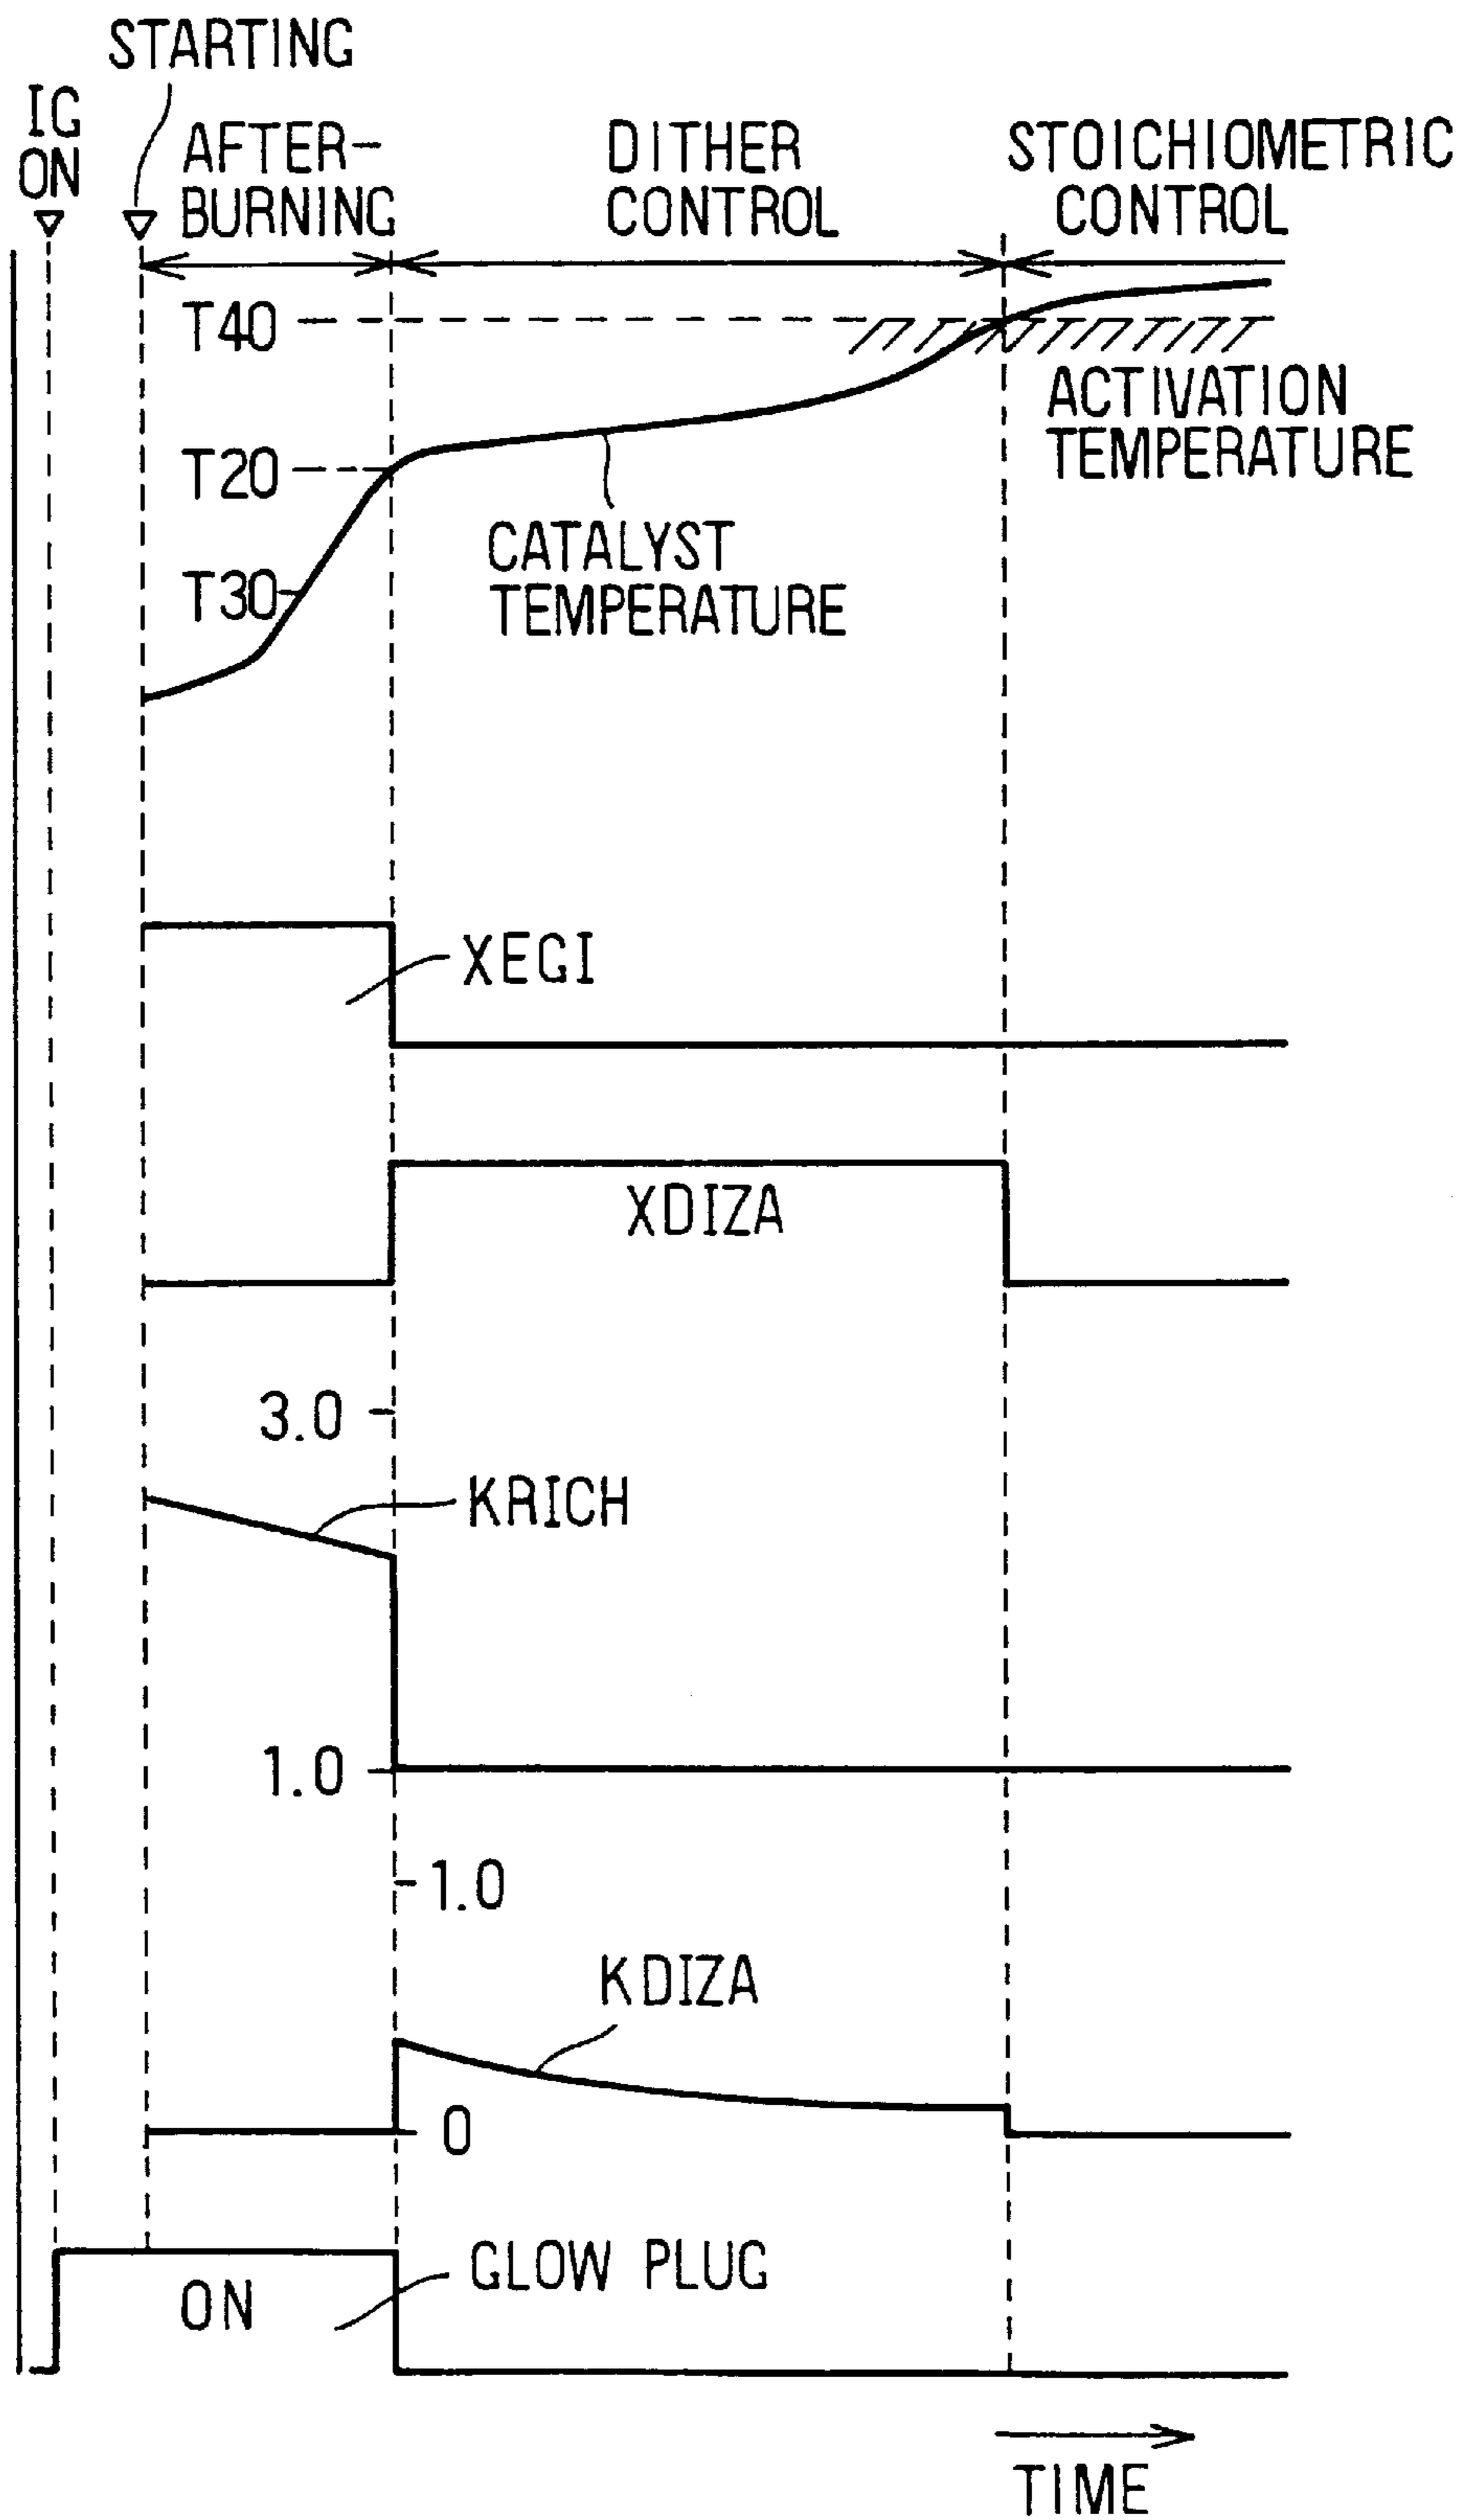 STARTING
IG
ON
AFTER-
BURNING
DITHER
CONTROL
STOICHIOMETRIC
CONTROL
T40
ACTIVATION
TEMPERATURE
T20
CATALYST
TEMPERATURE
T30
XEGI
XDIZA
3.0
KRICH
1.0
1.0
KDIZA
0
GLOW PLUG
ON
TIME